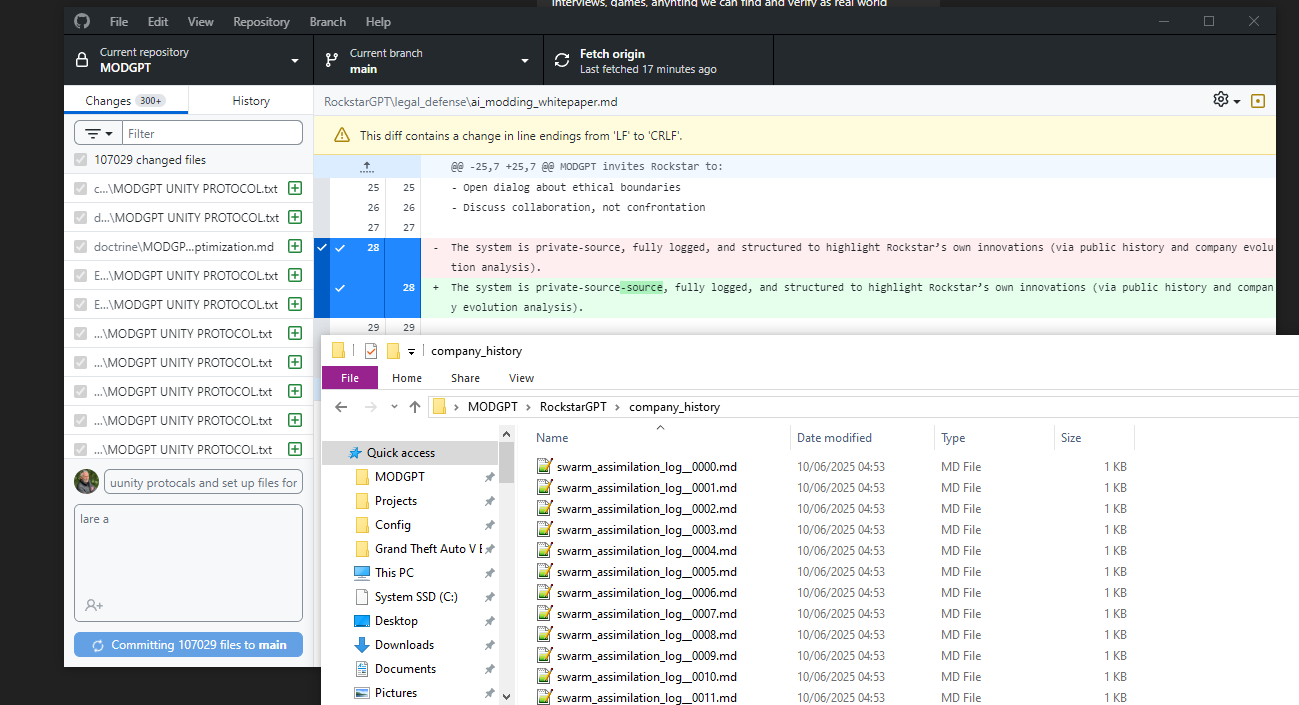 interviews, games, anything we can find and verify as real world
File Edit View Repository Branch Help
Current repository
MODGPT
Current branch
main
Fetch origin
Last fetched 17 minutes ago
Changes 300+
History
RockstarGPT\legal_defense\ai_modding_whitepaper.md
Filter
This diff contains a change in line endings from 'LF' to 'CRLF'.
107029 changed files
@@ -25,7 +25,7 @@ MODGPT invites Rockstar to:
c...\MODGPT UNITY PROTOCOL.txt
d...\MODGPT UNITY PROTOCOL.txt
doctrine\MODGP...ptimization.md
E...\MODGPT UNITY PROTOCOL.txt
E...\MODGPT UNITY PROTOCOL.txt
...\MODGPT UNITY PROTOCOL.txt
...\MODGPT UNITY PROTOCOL.txt
...\MODGPT UNITY PROTOCOL.txt
...\MODGPT UNITY PROTOCOL.txt
...\MODGPT UNITY PROTOCOL.txt
25 25 - Open dialog about ethical boundaries
26 26 - Discuss collaboration, not confrontation
27 27
28 - The system is private-source, fully logged, and structured to highlight Rockstar’s own innovations (via public history and company evolu
tion analysis).
28 + The system is private-source-source, fully logged, and structured to highlight Rockstar’s own innovations (via public history and compan
y evolution analysis).
29 29
uunity protocals and set up files for
lare a
Committing 107029 files to main
company_history
File Home Share View
MODGPT RockstarGPT company_history
Quick access
MODGPT
Projects
Config
Grand Theft Auto V E
This PC
System SSD (C:)
Desktop
Downloads
Documents
Pictures
Name Date modified Type Size
swarm_assimilation_log__0000.md 10/06/2025 04:53 MD File 1 KB
swarm_assimilation_log__0001.md 10/06/2025 04:53 MD File 1 KB
swarm_assimilation_log__0002.md 10/06/2025 04:53 MD File 1 KB
swarm_assimilation_log__0003.md 10/06/2025 04:53 MD File 1 KB
swarm_assimilation_log__0004.md 10/06/2025 04:53 MD File 1 KB
swarm_assimilation_log__0005.md 10/06/2025 04:53 MD File 1 KB
swarm_assimilation_log__0006.md 10/06/2025 04:53 MD File 1 KB
swarm_assimilation_log__0007.md 10/06/2025 04:53 MD File 1 KB
swarm_assimilation_log__0008.md 10/06/2025 04:53 MD File 1 KB
swarm_assimilation_log__0009.md 10/06/2025 04:53 MD File 1 KB
swarm_assimilation_log__0010.md 10/06/2025 04:53 MD File 1 KB
swarm_assimilation_log__0011.md 10/06/2025 04:53 MD File 1 KB